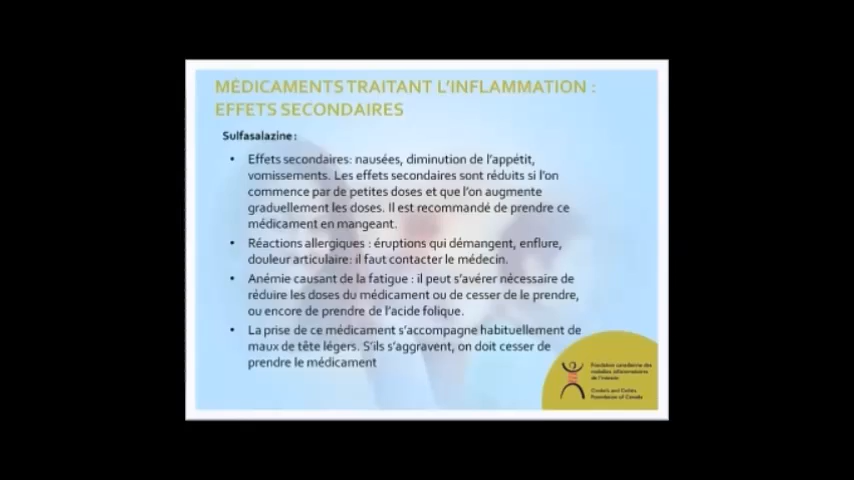 MÉDICAMENTS TRAITANT L'INFLAMMATION :
EFFETS SECONDAIRES
Sulfasalazine :
• Effets secondaires: nausées, diminution de l'appétit,
vomissements. Les effets secondaires sont réduits si l'on
commence par de petites doses et que l'on augmente
graduellement les doses. Il est recommandé de prendre ce
médicament en mangeant.
• Réactions allergiques : éruptions qui démangent, enflure,
douleur articulaire: il faut contacter le médecin.
• Anémie causant de la fatigue : il peut s'avérer nécessaire de
réduire les doses du médicament ou de cesser de le prendre,
ou encore de prendre de l'acide folique.
• La prise de ce médicament s'accompagne habituellement de
maux de tête légers. S'ils s'aggravent, on doit cesser de
prendre le médicament
Fondation canadienne des
maladies inflammatoires
de l'intestin
Crohn's and Colitis
Foundation of Canada